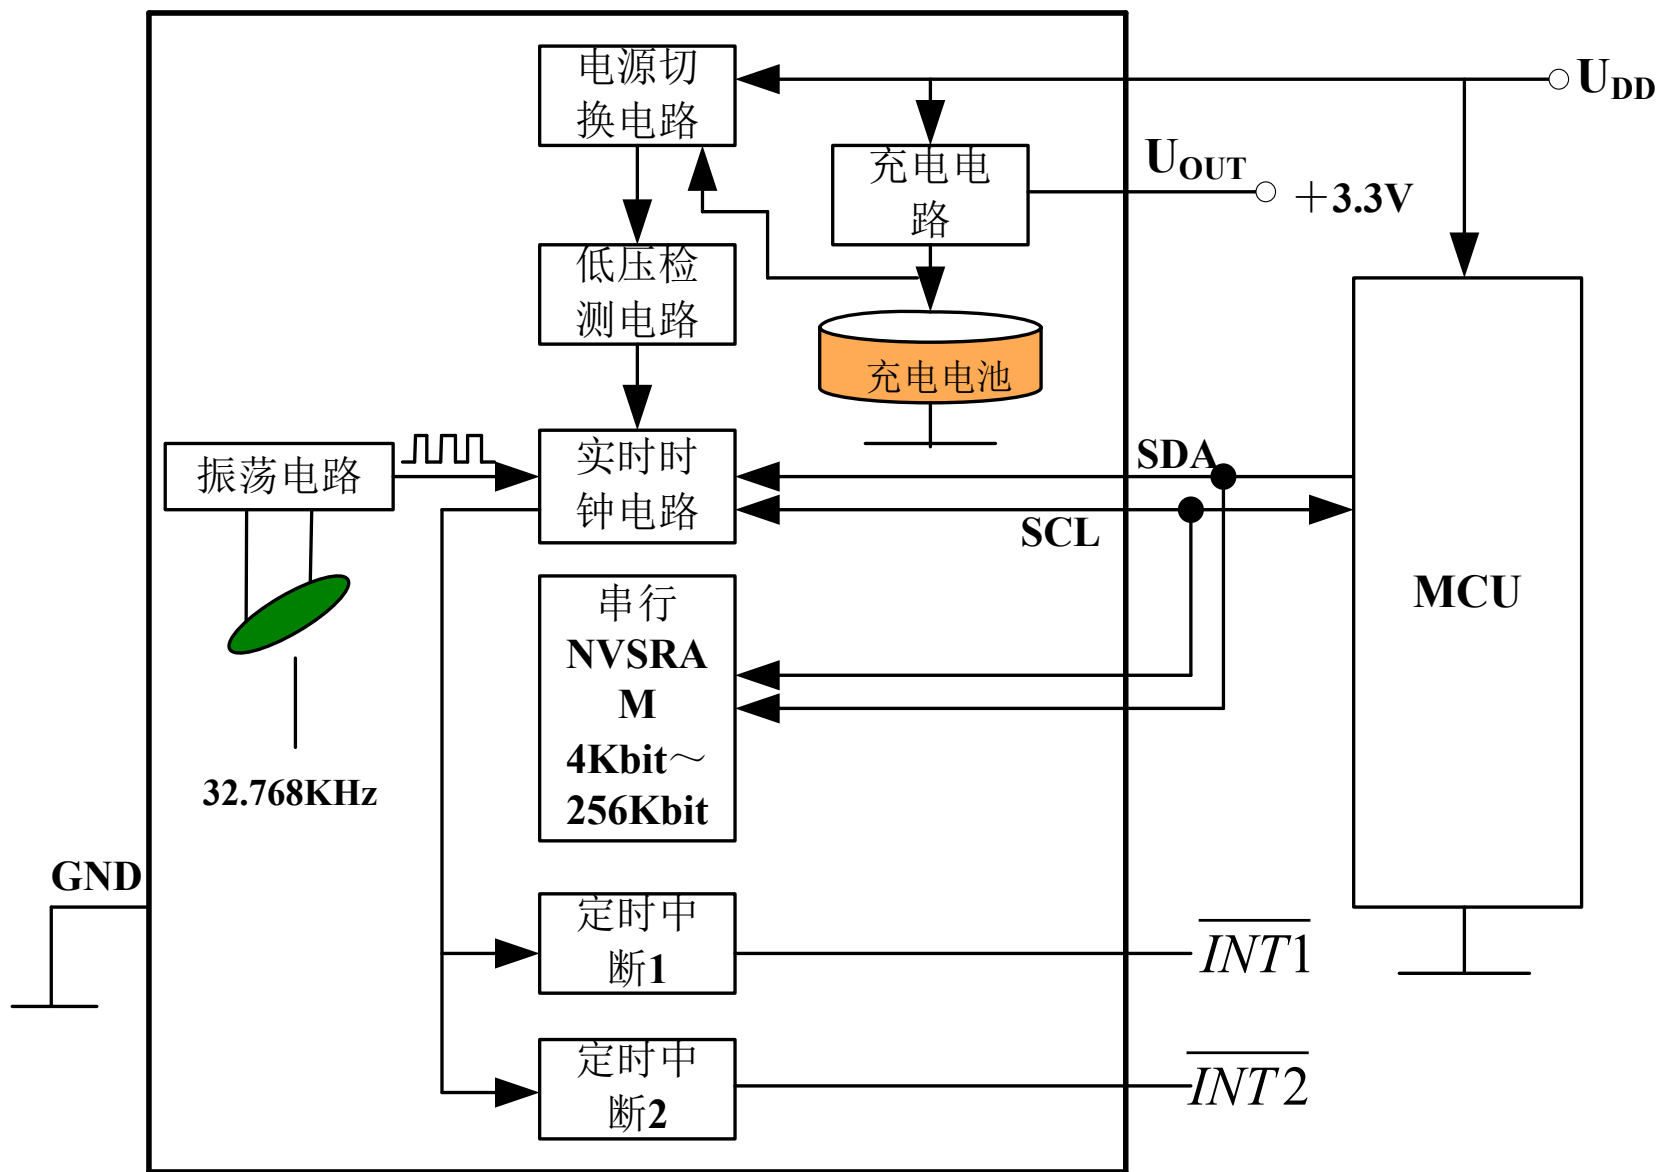 电源切
换电路
U_DD
充电电
路
U_OUT
+3.3V
低压检
测电路
充电电池
振荡电路
实时时
钟电路
SDA
SCL
MCU
串行
NVSRA
M
4Kbit～
256Kbit
32.768KHz
GND
定时中
断1
INT1
定时中
断2
INT2